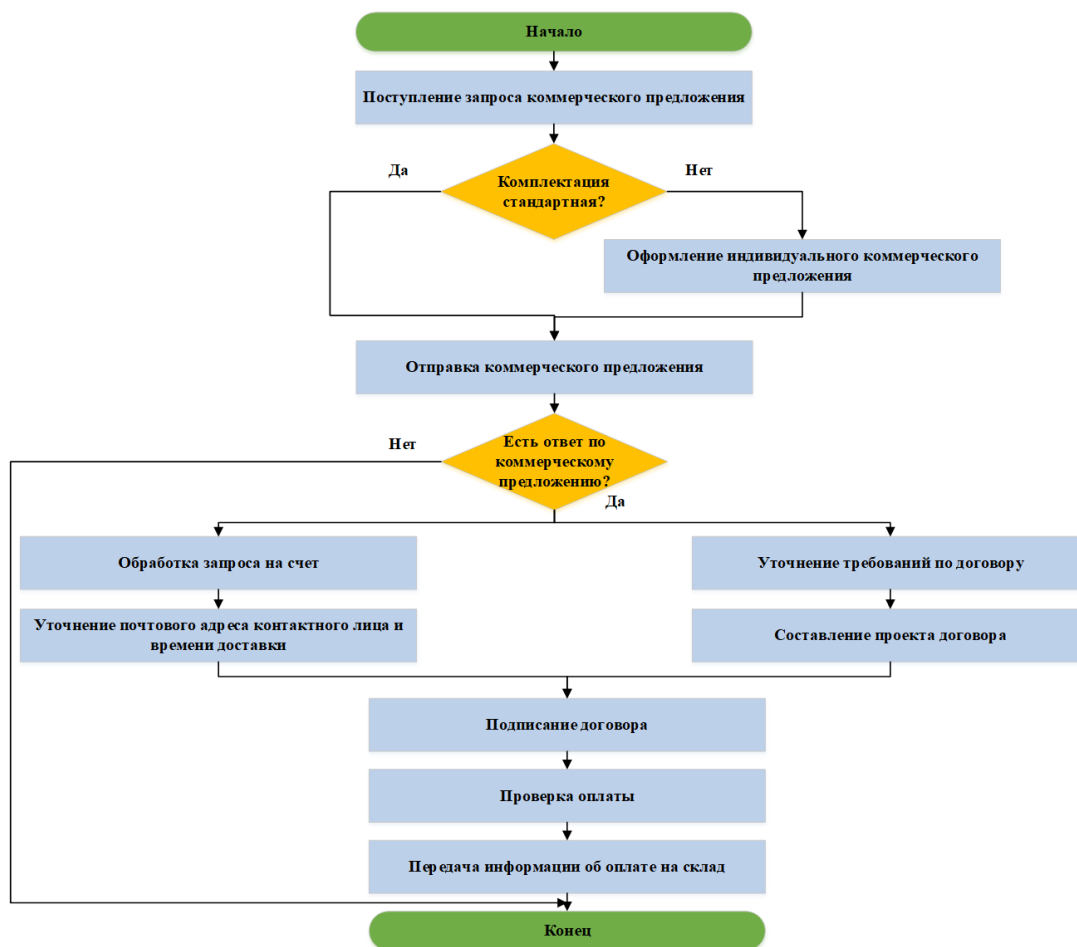 Начало
Поступление запроса коммерческого предложения
Да
Нет
Комплектация
стандартная?
Оформление индивидуального коммерческого
предложения
Отправка коммерческого предложения
Нет
Есть ответ по
коммерческому
предложению?
Да
Обработка запроса на счет
Уточнение требований по договору
Уточнение почтового адреса контактного лица и
времени доставки
Составление проекта договора
Подписание договора
Проверка оплаты
Передача информации об оплате на склад
Конец